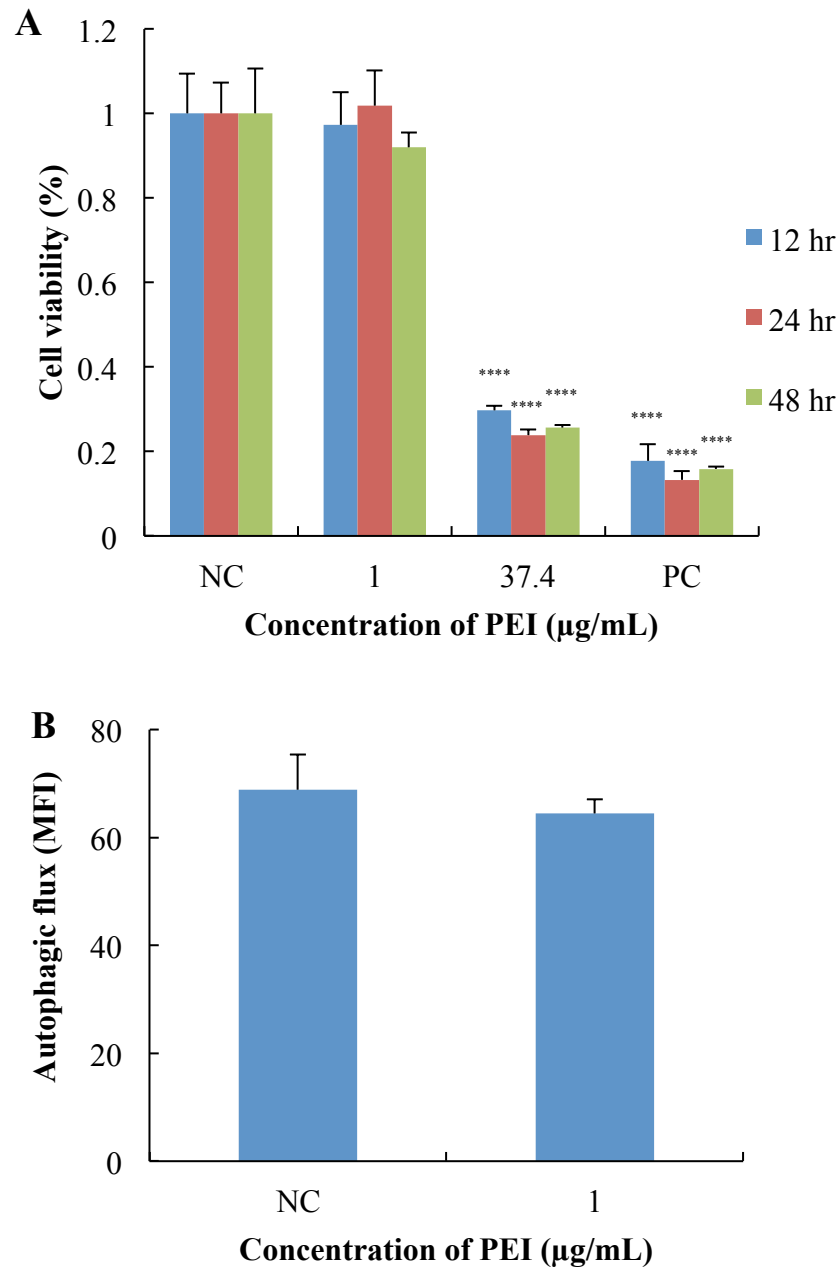 A
1.2
1
0.8
0.6
0.4
0.2
0
Cell viability (%)
**** **** ****
**** **** ****
12 hr
24 hr
48 hr
NC 1 37.4 PC
Concentration of PEI (µg/mL)
B
80
60
40
20
0
Autophagic flux (MFI)
NC 1
Concentration of PEI (µg/mL)